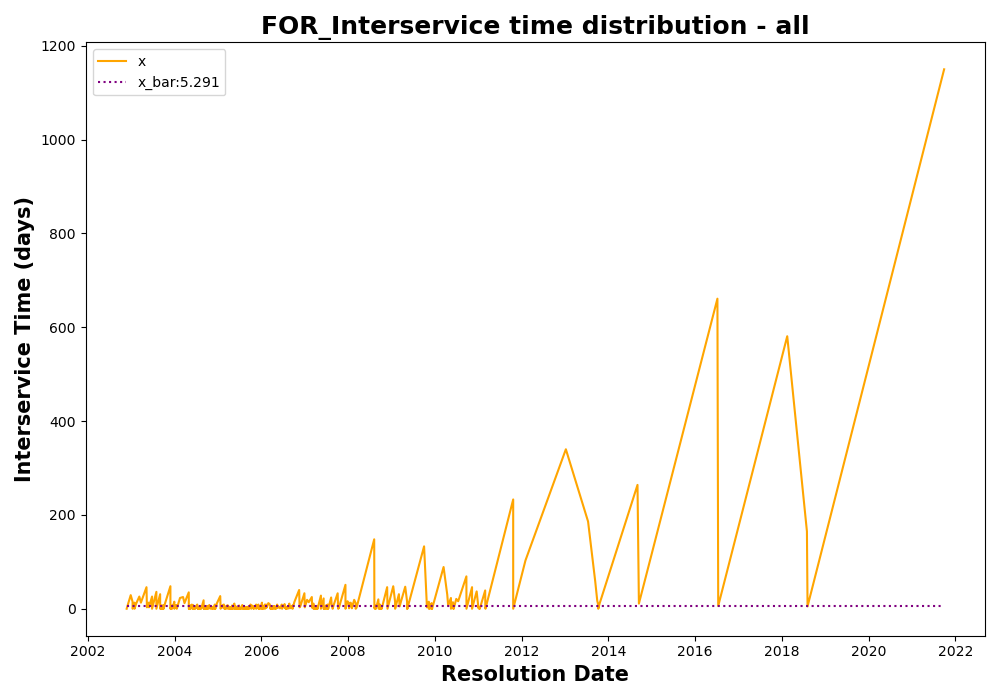 FOR_Interservice time distribution - all
x
x_bar:5.291
Interservice Time (days)
1200
1000
800
600
400
200
0
2002 2004 2006 2008 2010 2012 2014 2016 2018 2020 2022
Resolution Date